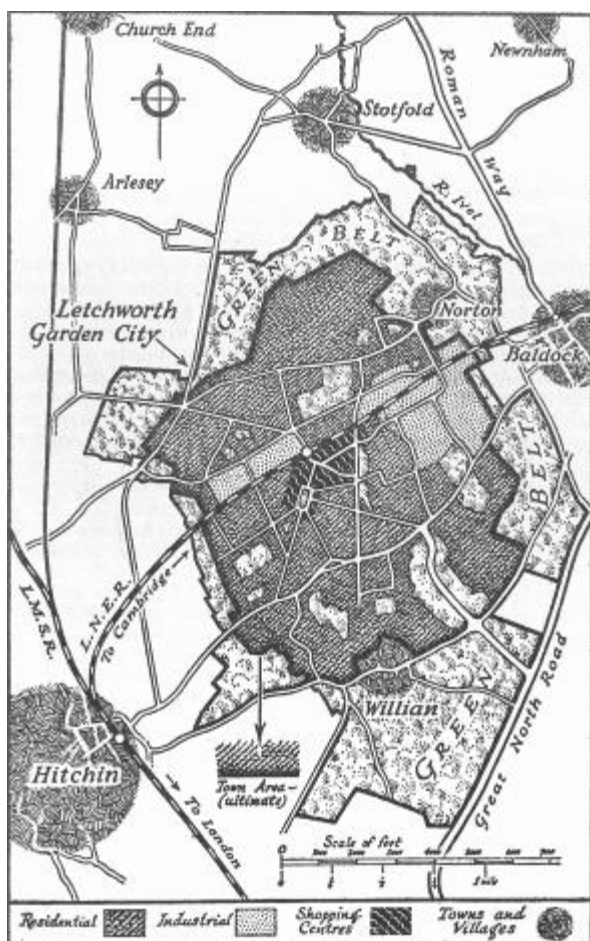 Church End
Newnham
Roman
Way
Stotfold
Arlesey
R. Ivel
GREEN
BELT
Letchworth
Garden City
Norton
Baldock
BELT
L.M.S.R.
L.N.E.R.
To Cambridge
GREEN
Great North Road
Willian
Hitchin
To London
Town Area -
(ultimate)
Scale of feet
0
0
1 mile
Residential
Industrial
Shopping
Centres
Towns and
Villages